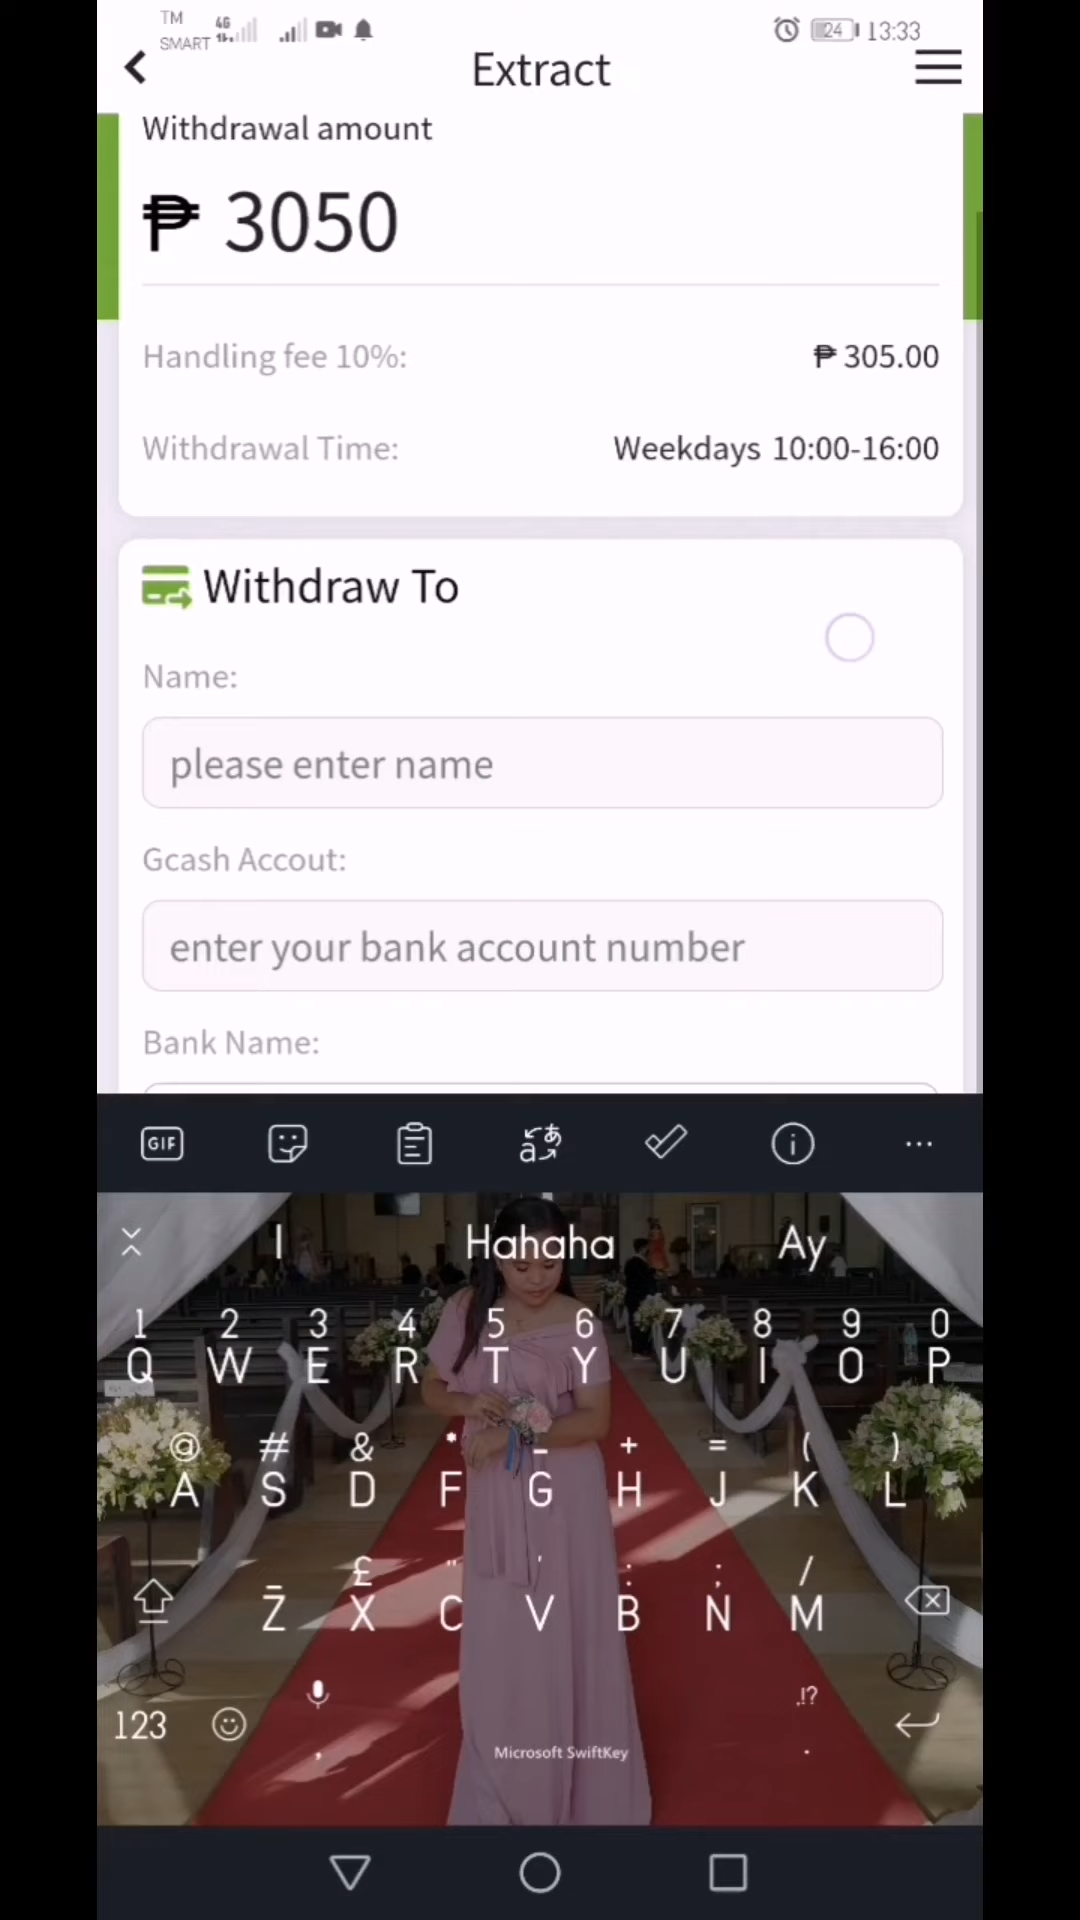 TM
SMART
4G
24
13:33
Extract
Withdrawal amount
₱ 3050
Handling fee 10%:
₱ 305.00
Withdrawal Time:
Weekdays 10:00-16:00
Withdraw To
Name:
please enter name
Gcash Accout:
enter your bank account number
Bank Name:
GIF
I
Hahaha
Ay
1 2 3 4 5 6 7 8 9 0
Q W E R T Y U I O P
@ # & * - + = ( )
A S D F G H J K L
_ £ " ' : ; /
Z X C V B N M
,!?
123
Microsoft SwiftKey
, .